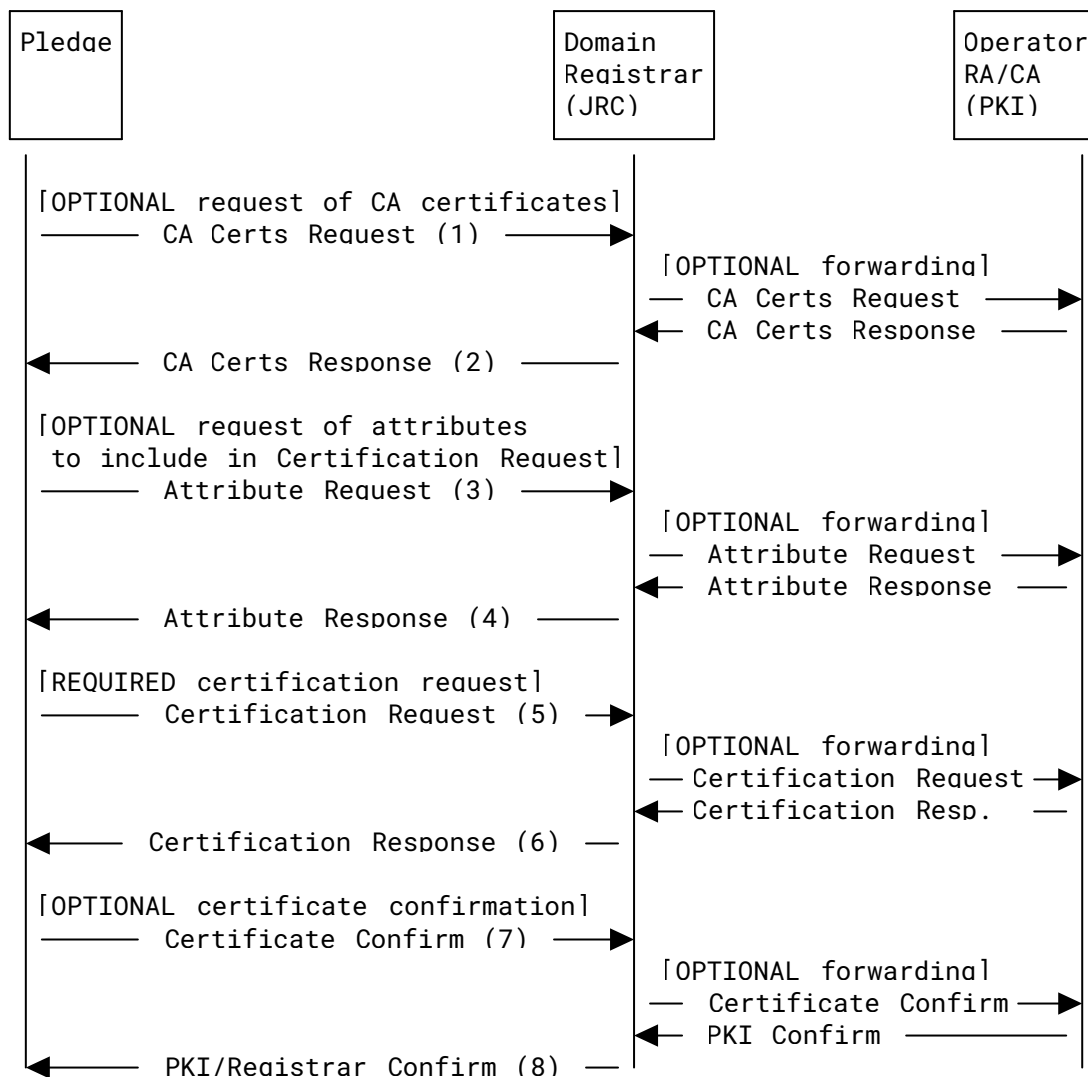 Pledge
Domain
Registrar
(JRC)
Operator
RA/CA
(PKI)
[OPTIONAL request of CA certificates]
CA Certs Request (1)
[OPTIONAL forwarding]
CA Certs Request
CA Certs Response
CA Certs Response (2)
[OPTIONAL request of attributes
to include in Certification Request]
Attribute Request (3)
[OPTIONAL forwarding]
Attribute Request
Attribute Response
Attribute Response (4)
[REQUIRED certification request]
Certification Request (5)
[OPTIONAL forwarding]
Certification Request
Certification Resp.
Certification Response (6)
[OPTIONAL certificate confirmation]
Certificate Confirm (7)
[OPTIONAL forwarding]
Certificate Confirm
PKI Confirm
PKI/Registrar Confirm (8)